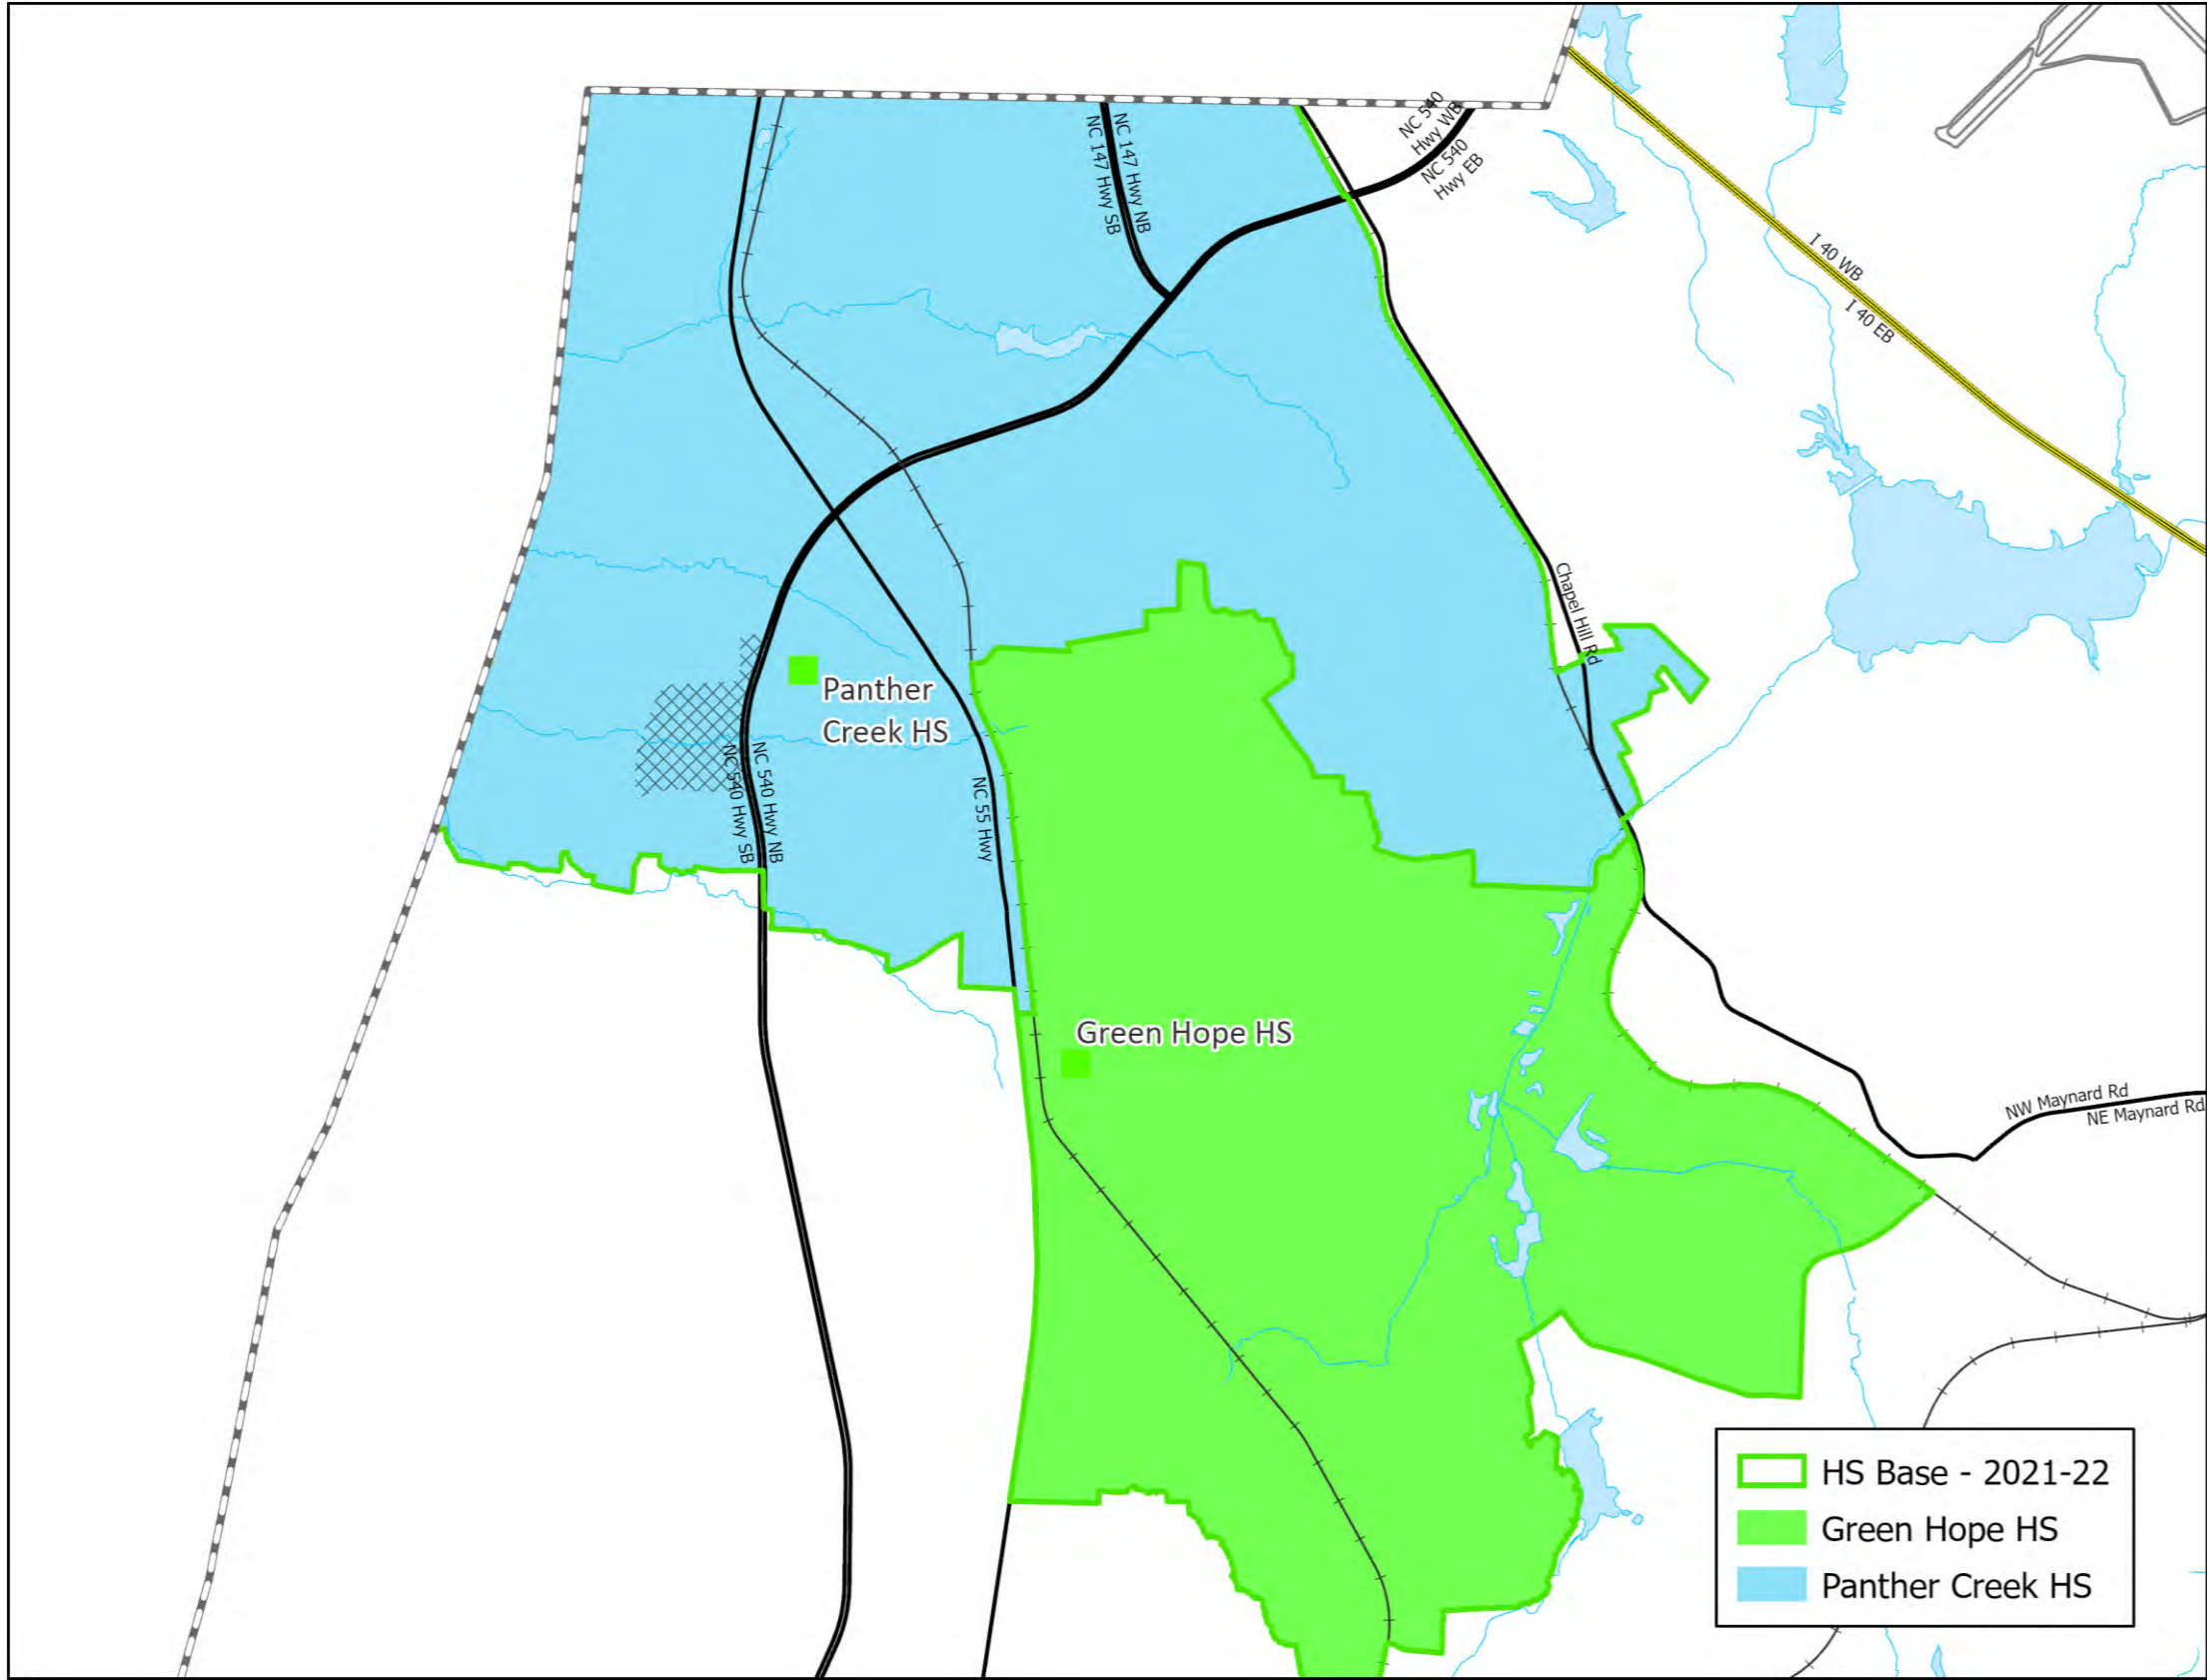 NC 540
Hwy WB
NC 540
Hwy EB
NC 147 Hwy NB
NC 147 Hwy SB
I 40 WB
I 40 EB
Chapel Hill Rd
Panther
Creek HS
NC 540 Hwy NB
NC 540 Hwy SB
NC 55 Hwy
Green Hope HS
NW Maynard Rd
NE Maynard Rd
HS Base - 2021-22
Green Hope HS
Panther Creek HS